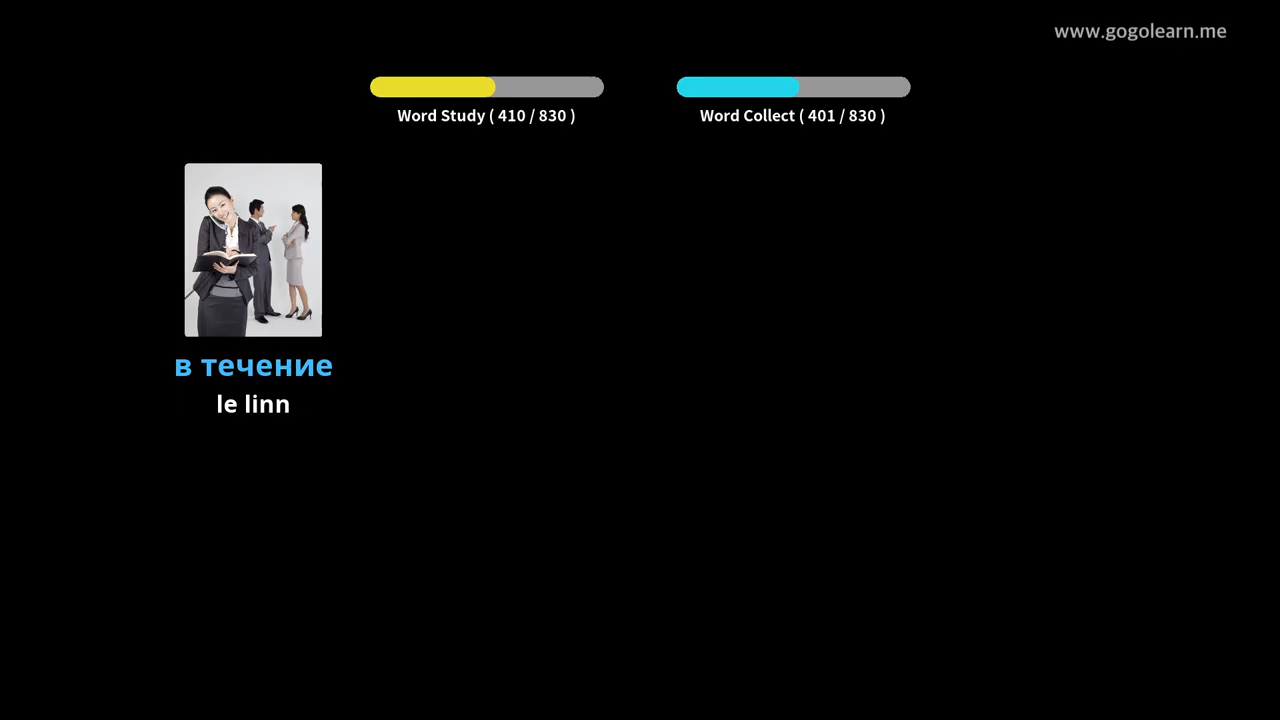 www.gogolearn.me
Word Study ( 410 / 830 )
Word Collect ( 401 / 830 )
в течение
le linn